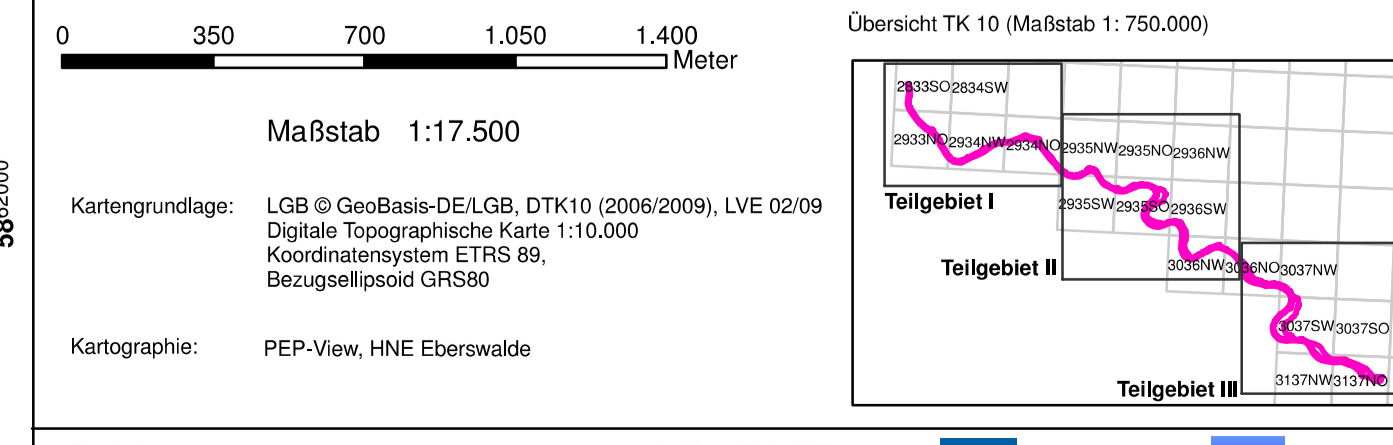 0 350 700 1.050 1.400
Meter
Maßstab 1:17.500
Kartengrundlage: LGB © GeoBasis-DE/LGB, DTK10 (2006/2009), LVE 02/09
Digitale Topographische Karte 1:10.000
Koordinatensystem ETRS 89,
Bezugsellipsoid GRS80
Kartographie: PEP-View, HNE Eberswalde
Übersicht TK 10 (Maßstab 1: 750.000)
2833SO 2834SW
2933NO 2934NW 2934NO 2935NW 2935NO 2936NW
Teilgebiet I
2935SW 2935SO 2936SW
Teilgebiet II
3036NW 3036NO 3037NW
3037SW 3037SO
3137NW 3137NO
Teilgebiet III